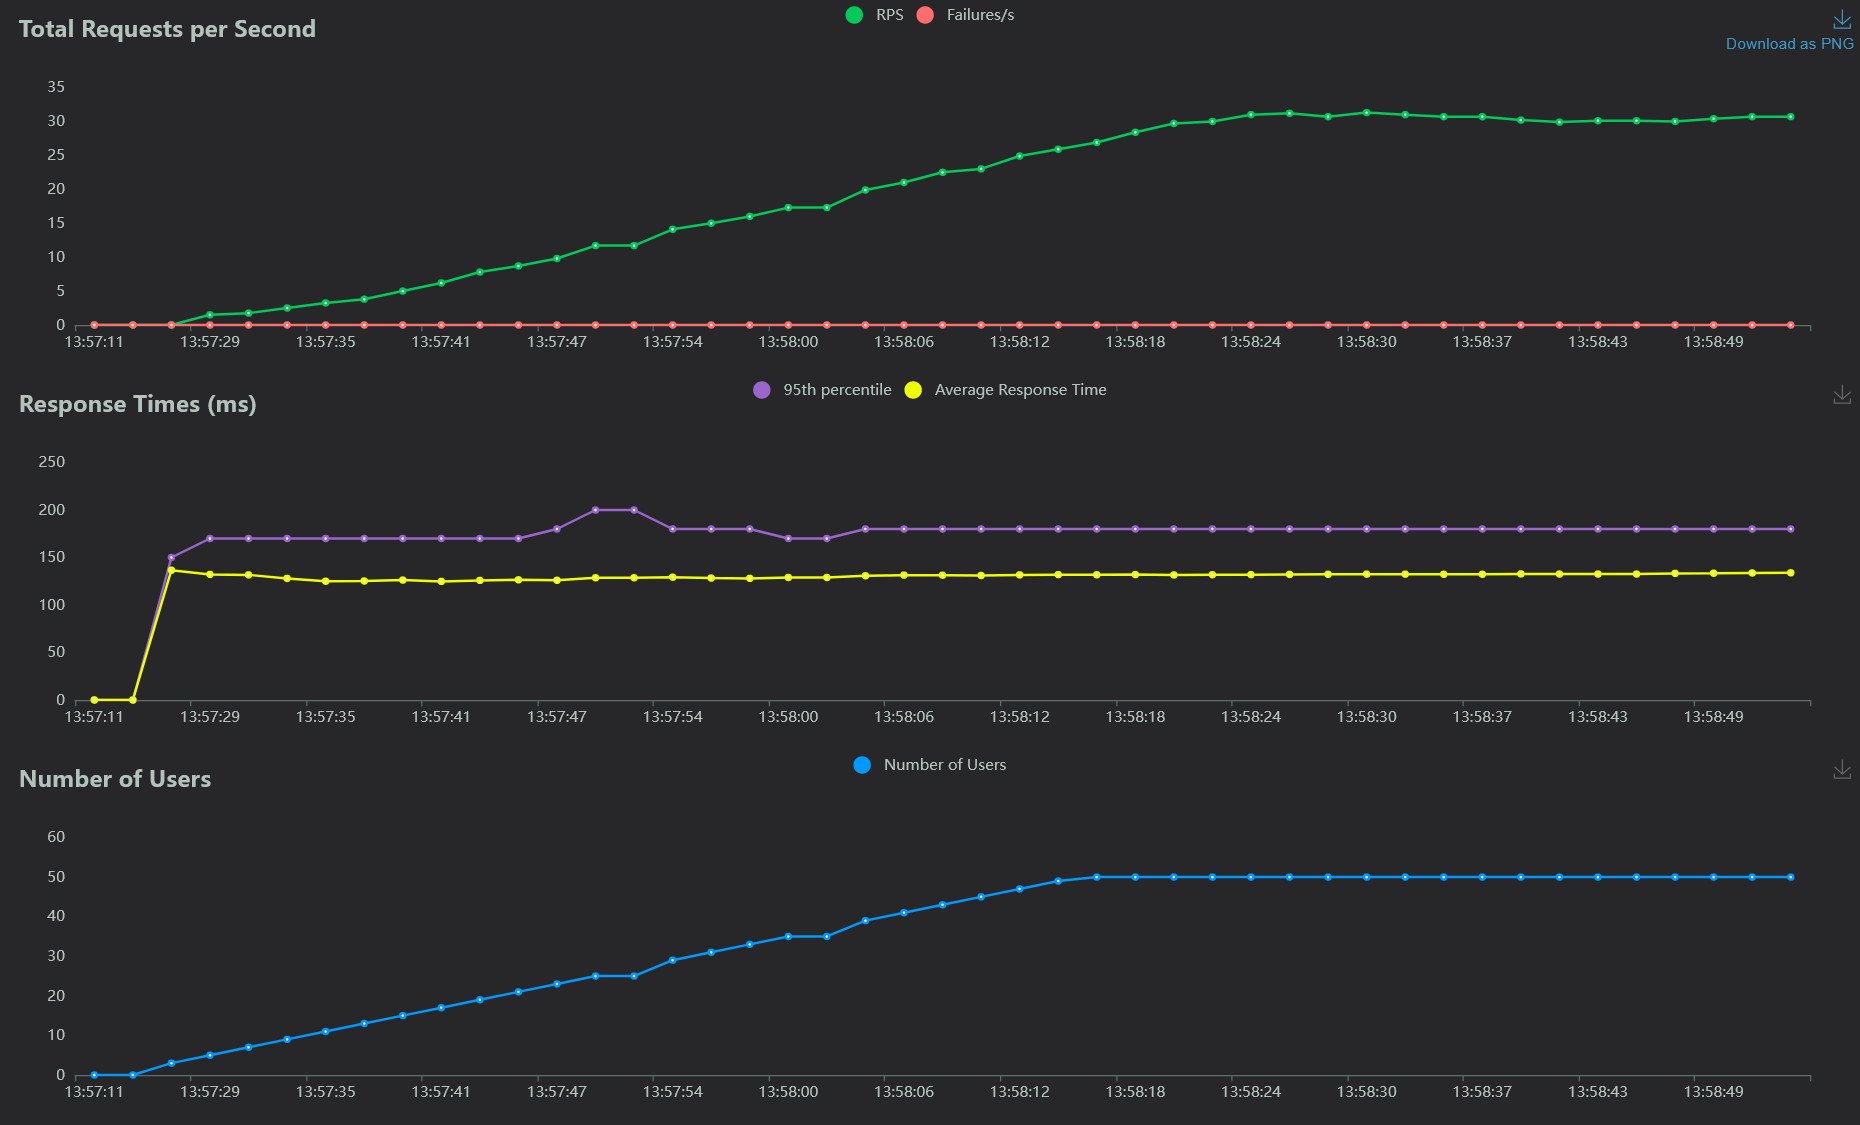 Total Requests per Second
RPS Failures/s
Download as PNG
35
30
25
20
15
10
5
0
13:57:11 13:57:29 13:57:35 13:57:41 13:57:47 13:57:54 13:58:00 13:58:06 13:58:12 13:58:18 13:58:24 13:58:30 13:58:37 13:58:43 13:58:49
Response Times (ms)
95th percentile Average Response Time
250
200
150
100
50
0
13:57:11 13:57:29 13:57:35 13:57:41 13:57:47 13:57:54 13:58:00 13:58:06 13:58:12 13:58:18 13:58:24 13:58:30 13:58:37 13:58:43 13:58:49
Number of Users
Number of Users
60
50
40
30
20
10
0
13:57:11 13:57:29 13:57:35 13:57:41 13:57:47 13:57:54 13:58:00 13:58:06 13:58:12 13:58:18 13:58:24 13:58:30 13:58:37 13:58:43 13:58:49